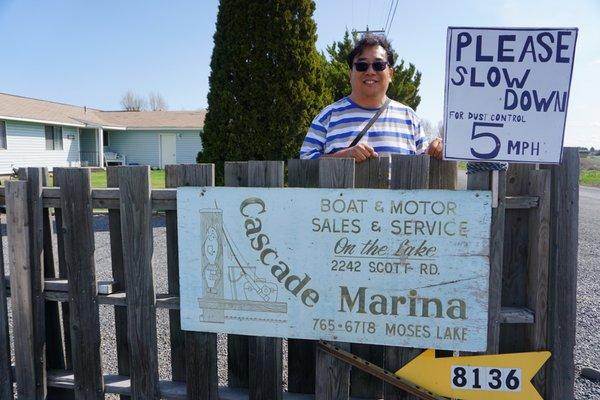 PLEASE
SLOW
DOWN
FOR DUST CONTROL
5 MPH
Cascade
Marina
BOAT & MOTOR
SALES & SERVICE
On the Lake
2242 SCOTT RD.
765-6718 MOSES LAKE
8136